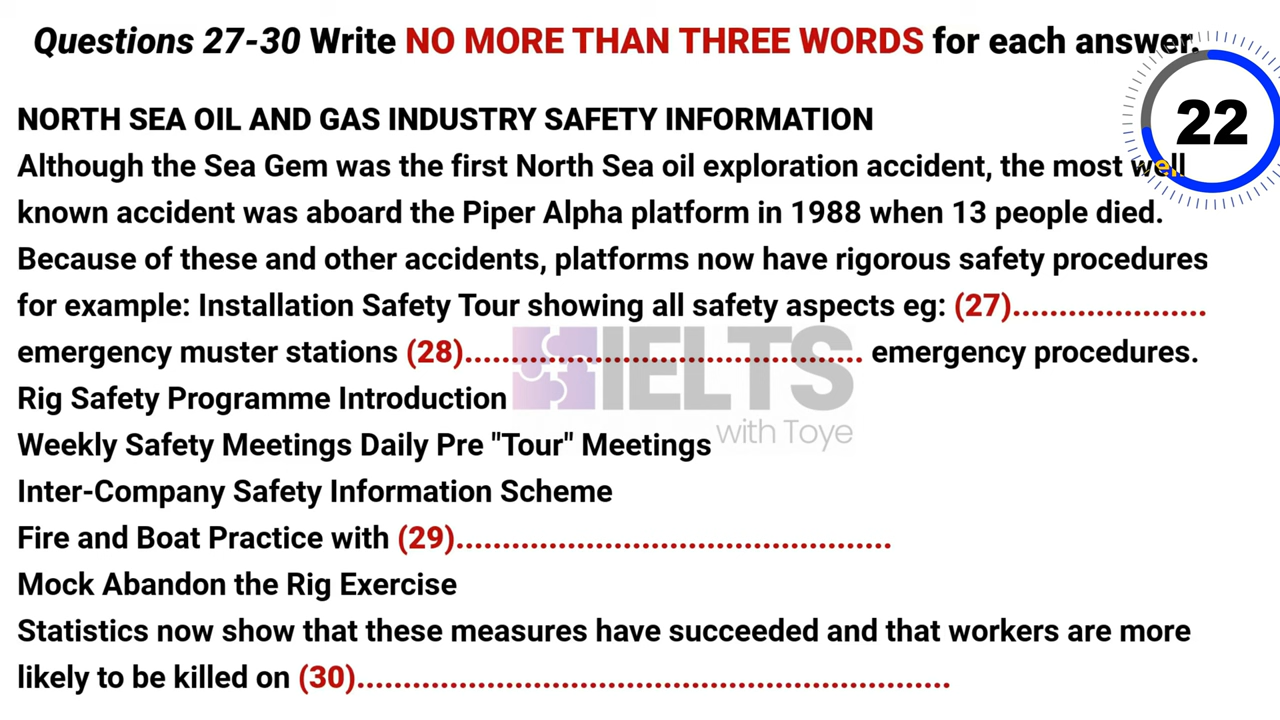 Questions 27-30 Write NO MORE THAN THREE WORDS for each answer.
22
NORTH SEA OIL AND GAS INDUSTRY SAFETY INFORMATION
Although the Sea Gem was the first North Sea oil exploration accident, the most well
known accident was aboard the Piper Alpha platform in 1988 when 13 people died.
Because of these and other accidents, platforms now have rigorous safety procedures
for example: Installation Safety Tour showing all safety aspects eg: (27).....................
emergency muster stations (28)........................................... emergency procedures.
Rig Safety Programme Introduction
IELTS
with Toye
Weekly Safety Meetings Daily Pre "Tour" Meetings
Inter-Company Safety Information Scheme
Fire and Boat Practice with (29)...............................................
Mock Abandon the Rig Exercise
Statistics now show that these measures have succeeded and that workers are more
likely to be killed on (30)................................................................